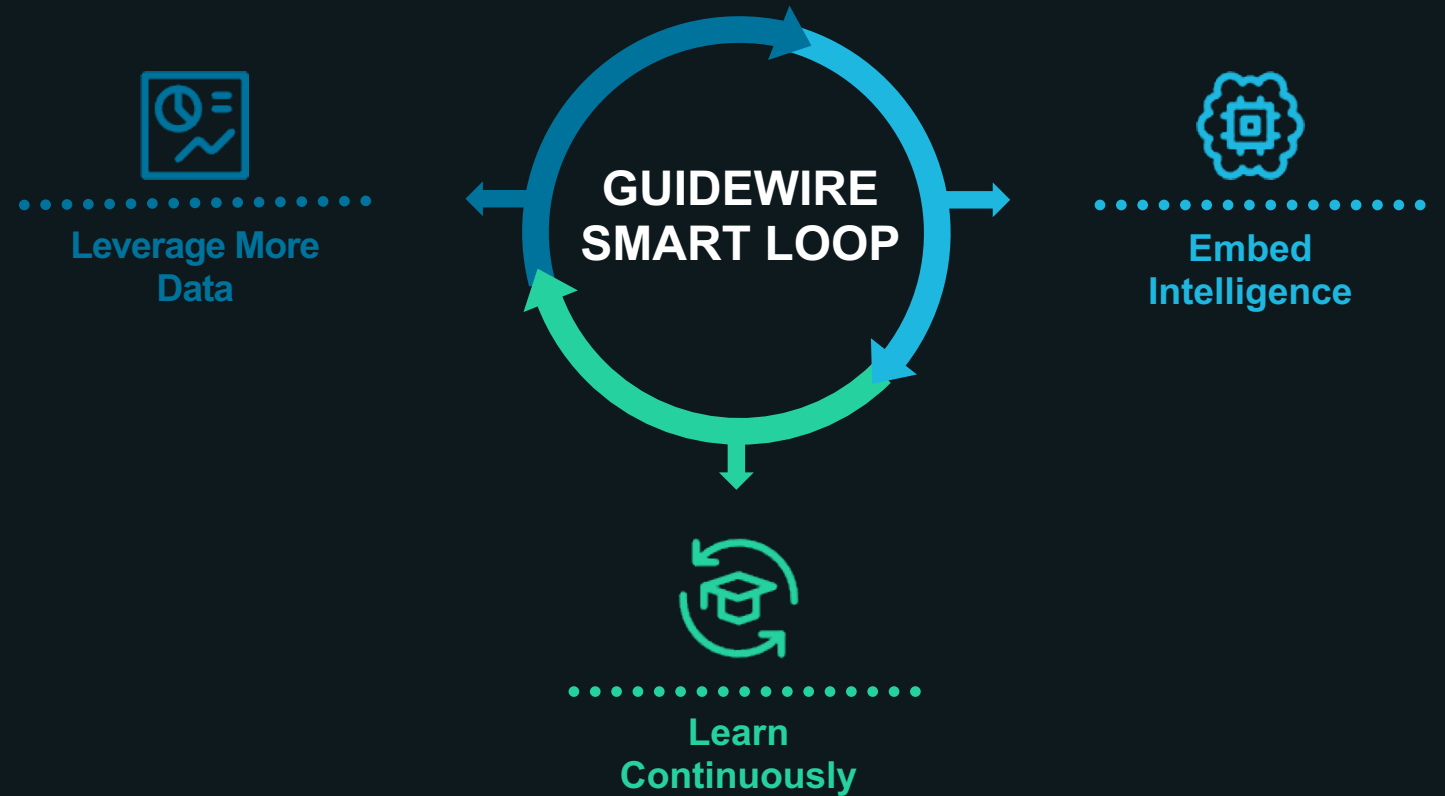 GUIDEWIRE
SMART LOOP
Leverage More
Data
Embed
Intelligence
Learn
Continuously